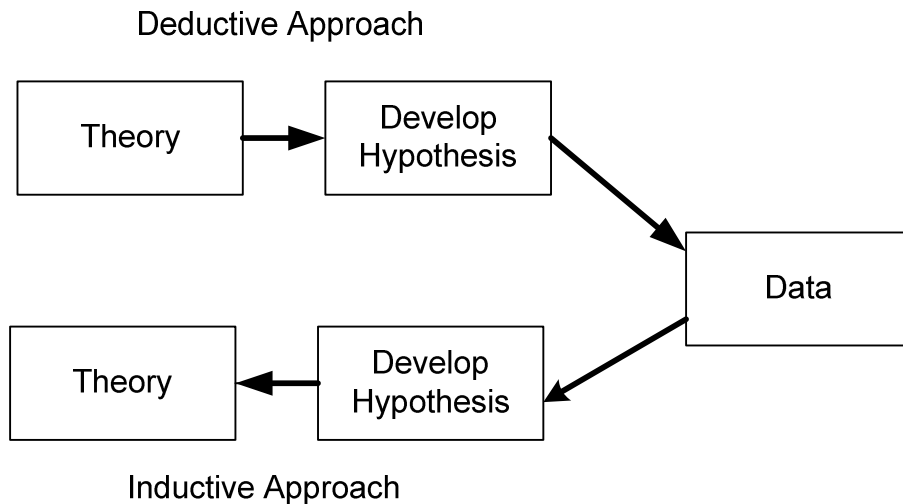 Deductive Approach
Theory
Develop
Hypothesis
Data
Theory
Develop
Hypothesis
Inductive Approach